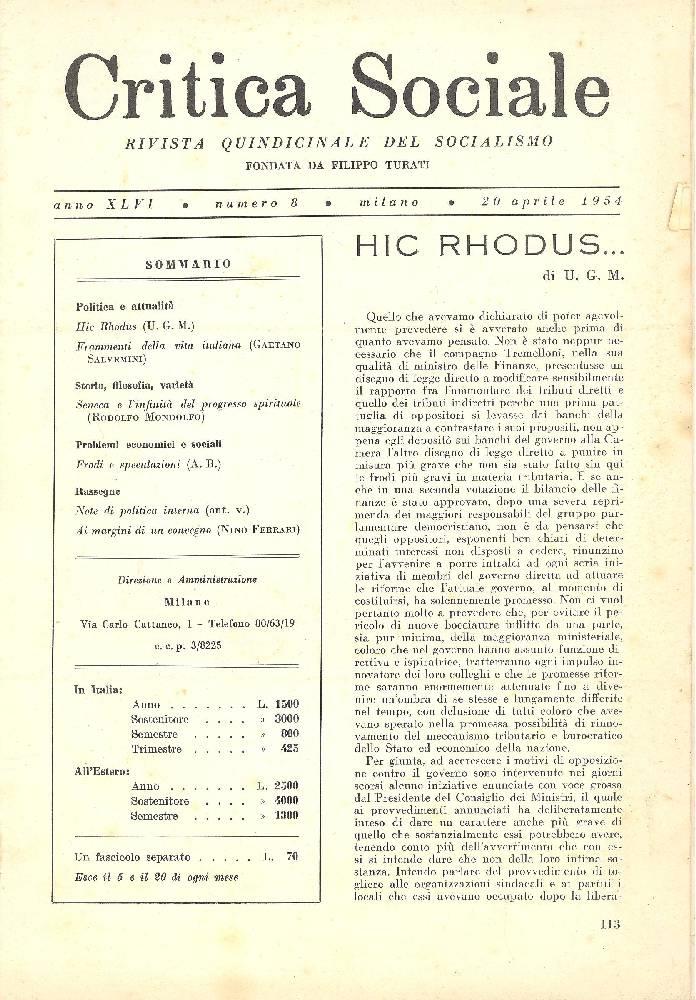 Critica Sociale
RIVISTA QUINDICINALE DEL SOCIALISMO
FONDATA DA FILIPPO TURATI
anno XLVI • numero 8 • milano • 20 aprile 1954
SOMMARIO
Politica e attualità
Hic Rhodus (U. G. M.)
Frammenti della vita italiana (GAETANO
SALVEMINI)
Storia, filosofia, varietà
Seneca e l'infinità del progresso spirituale
(RODOLFO MONDOLFO)
Problemi economici e sociali
Frodi e speculazioni (A. B.)
Rassegne
Note di politica interna (ant. v.)
Ai margini di un convegno (NINO FERRARI)
Direzione e Amministrazione
Milano
Via Carlo Cattaneo, 1 - Telefono 80/63/19
c. c. p. 3/8225
In Italia:
Anno . . . . . . . L. 1500
Sostenitore . . . . » 3000
Semestre . . . . . » 800
Trimestre . . . . . » 425
All'Estero:
Anno . . . . . . . L. 2500
Sostenitore . . . . » 4000
Semestre . . . . . » 1300
Un fascicolo separato . . . . . L. 70
Esce il 5 e il 20 di ogni mese
HIC RHODUS...
di U. G. M.
Quello che avevamo dichiarato di poter agevol-
mente prevedere si è avverato anche prima di
quanto avevamo pensato. Non è stato neppur ne-
cessario che il compagno Tremelloni, nella sua
qualità di ministro delle Finanze, presentasse un
disegno di legge diretto a modificare sensibilmente
il rapporto fra l'ammontare dei tributi diretti e
quello dei tributi indiretti perchè una prima pat-
tuglia di oppositori si levasse dai banchi della
maggioranza a contrastare i suoi propositi, non ap-
pena egli depositò sui banchi del governo alla Ca-
mera l'altro disegno di legge diretto a punire in
misura più grave che non sia stato fatto sin qui
le frodi più gravi in materia tributaria. E se an-
che in una seconda votazione il bilancio delle fi-
nanze è stato approvato, dopo una severa repri-
menda dei maggiori responsabili del gruppo par-
lamentare democristiano, non è da pensarsi che
quegli oppositori, esponenti ben chiari di deter-
minati interessi non disposti a cedere, rinunzino
per l'avvenire a porre intralci ad ogni seria ini-
ziativa di membri del governo diretta ad attuare
le riforme che l'attuale governo, al momento di
costituirsi, ha solennemente promesso. Non ci vuol
pertanto molto a prevedere che, per evitare il pe-
ricolo di nuove bocciature inflitte da una parte,
sia pur minima, della maggioranza ministeriale,
coloro che nel governo hanno assunto funzione di-
rettiva e ispiratrice, tratterranno ogni impulso in-
novatore dei loro colleghi e che le promesse rifor-
me saranno enormemente attenuate fino a dive-
nire un'ombra di se stesse e lungamente differite
nel tempo, con delusione di tutti coloro che ave-
vano sperato nella promessa possibilità di rinno-
vamento del meccanismo tributario e burocratico
dello Stato ed economico della nazione.
Per giunta, ad accrescere i motivi di opposizio-
ne contro il governo sono intervenute nei giorni
scorsi alcune iniziative enunciate con voce grossa
dal Presidente del Consiglio dei Ministri, il quale
ai provvedimenti annunciati ha deliberatamente
inteso di dare un carattere anche più grave di
quello che sostanzialmente essi potrebbero avere,
tenendo conto più dell'avvertimento che con es-
si si intende dare che non della loro intima so-
stanza. Intendo parlare del provvedimento di to-
gliere alle organizzazioni sindacali e ai partiti i
locali che essi avevano occupato dopo la libera-
113